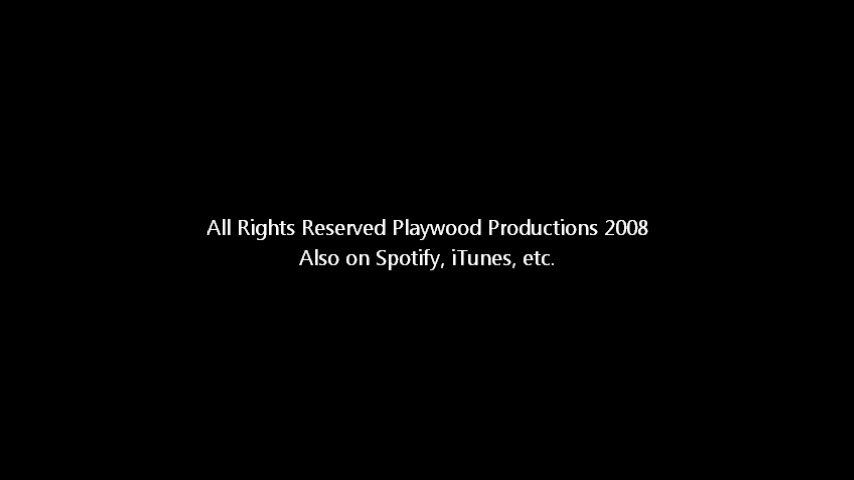 All Rights Reserved Playwood Productions 2008
Also on Spotify, iTunes, etc.